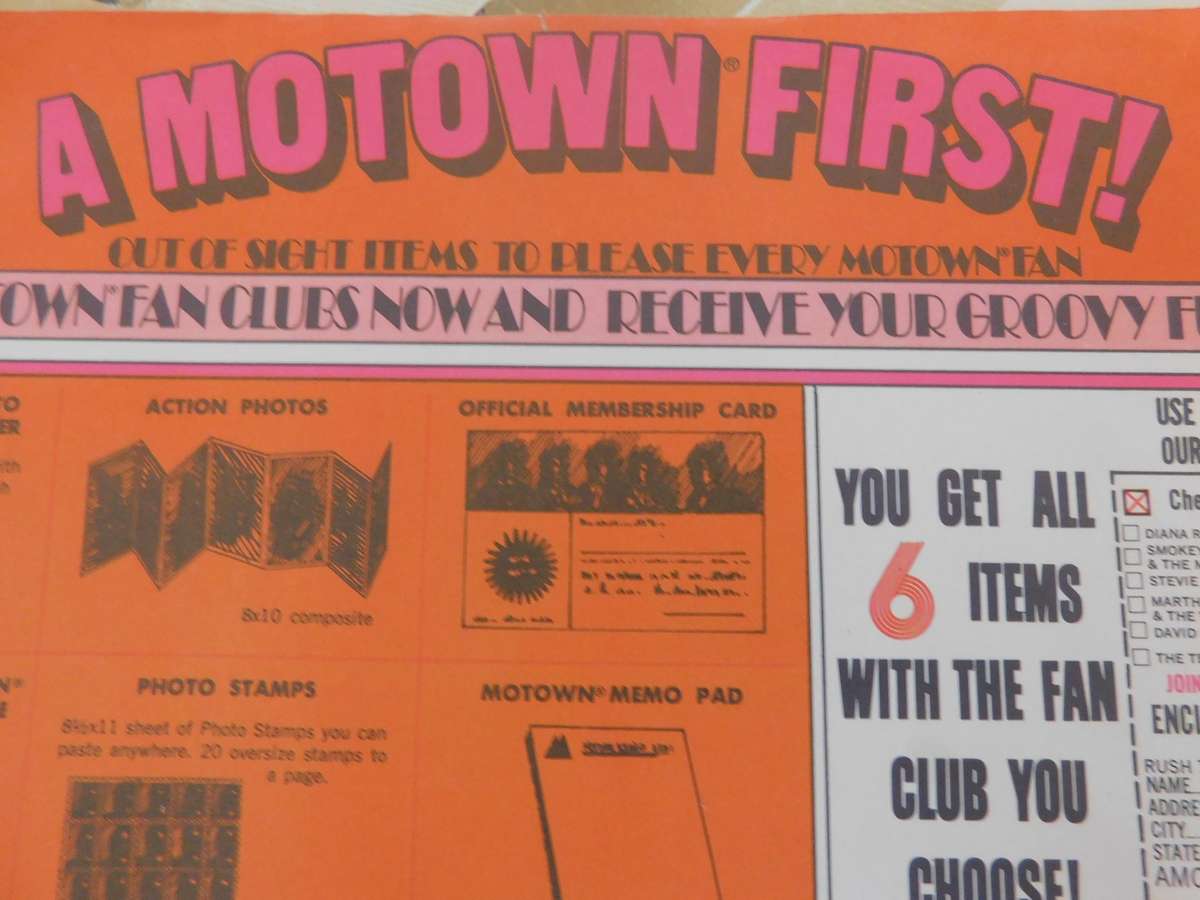 A MOTOWN® FIRST!
OUT OF SIGHT ITEMS TO PLEASE EVERY MOTOWN® FAN
OWN® FAN CLUBS NOW AND RECEIVE YOUR GROOVY F
ACTION PHOTOS
8x10 composite
OFFICIAL MEMBERSHIP CARD
PHOTO STAMPS
8½x11 sheet of Photo Stamps you can
paste anywhere. 20 oversize stamps to
a page.
MOTOWN® MEMO PAD
YOU GET ALL
6 ITEMS
WITH THE FAN
CLUB YOU
CHOOSE!
USE
OUR
Che
DIANA R
SMOKEY
& THE M
STEVIE
MARTH
& THE
DAVID
THE TE
JOIN
ENCL
RUSH T
NAME
ADDRE
CITY
STATE
AMO